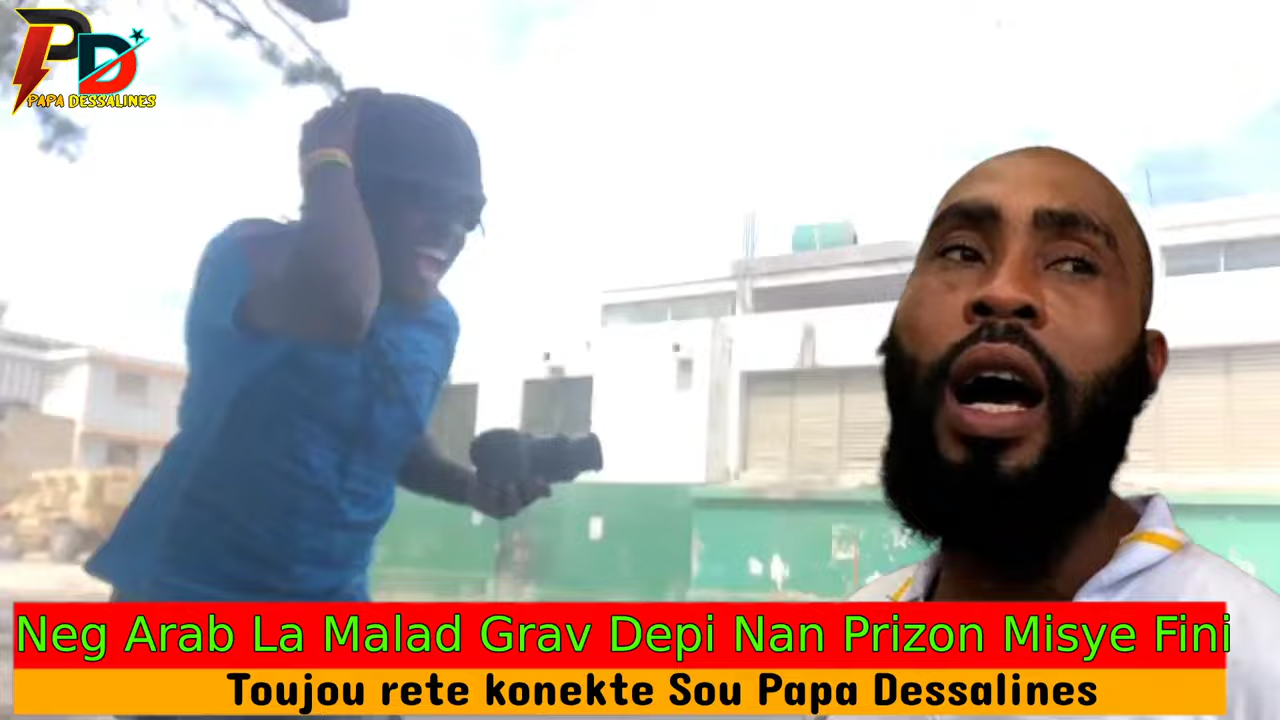 PD
PAPA DESSALINES
Neg Arab La Malad Grav Depi Nan Prizon Misye Fini
Toujou rete konekte Sou Papa Dessalines